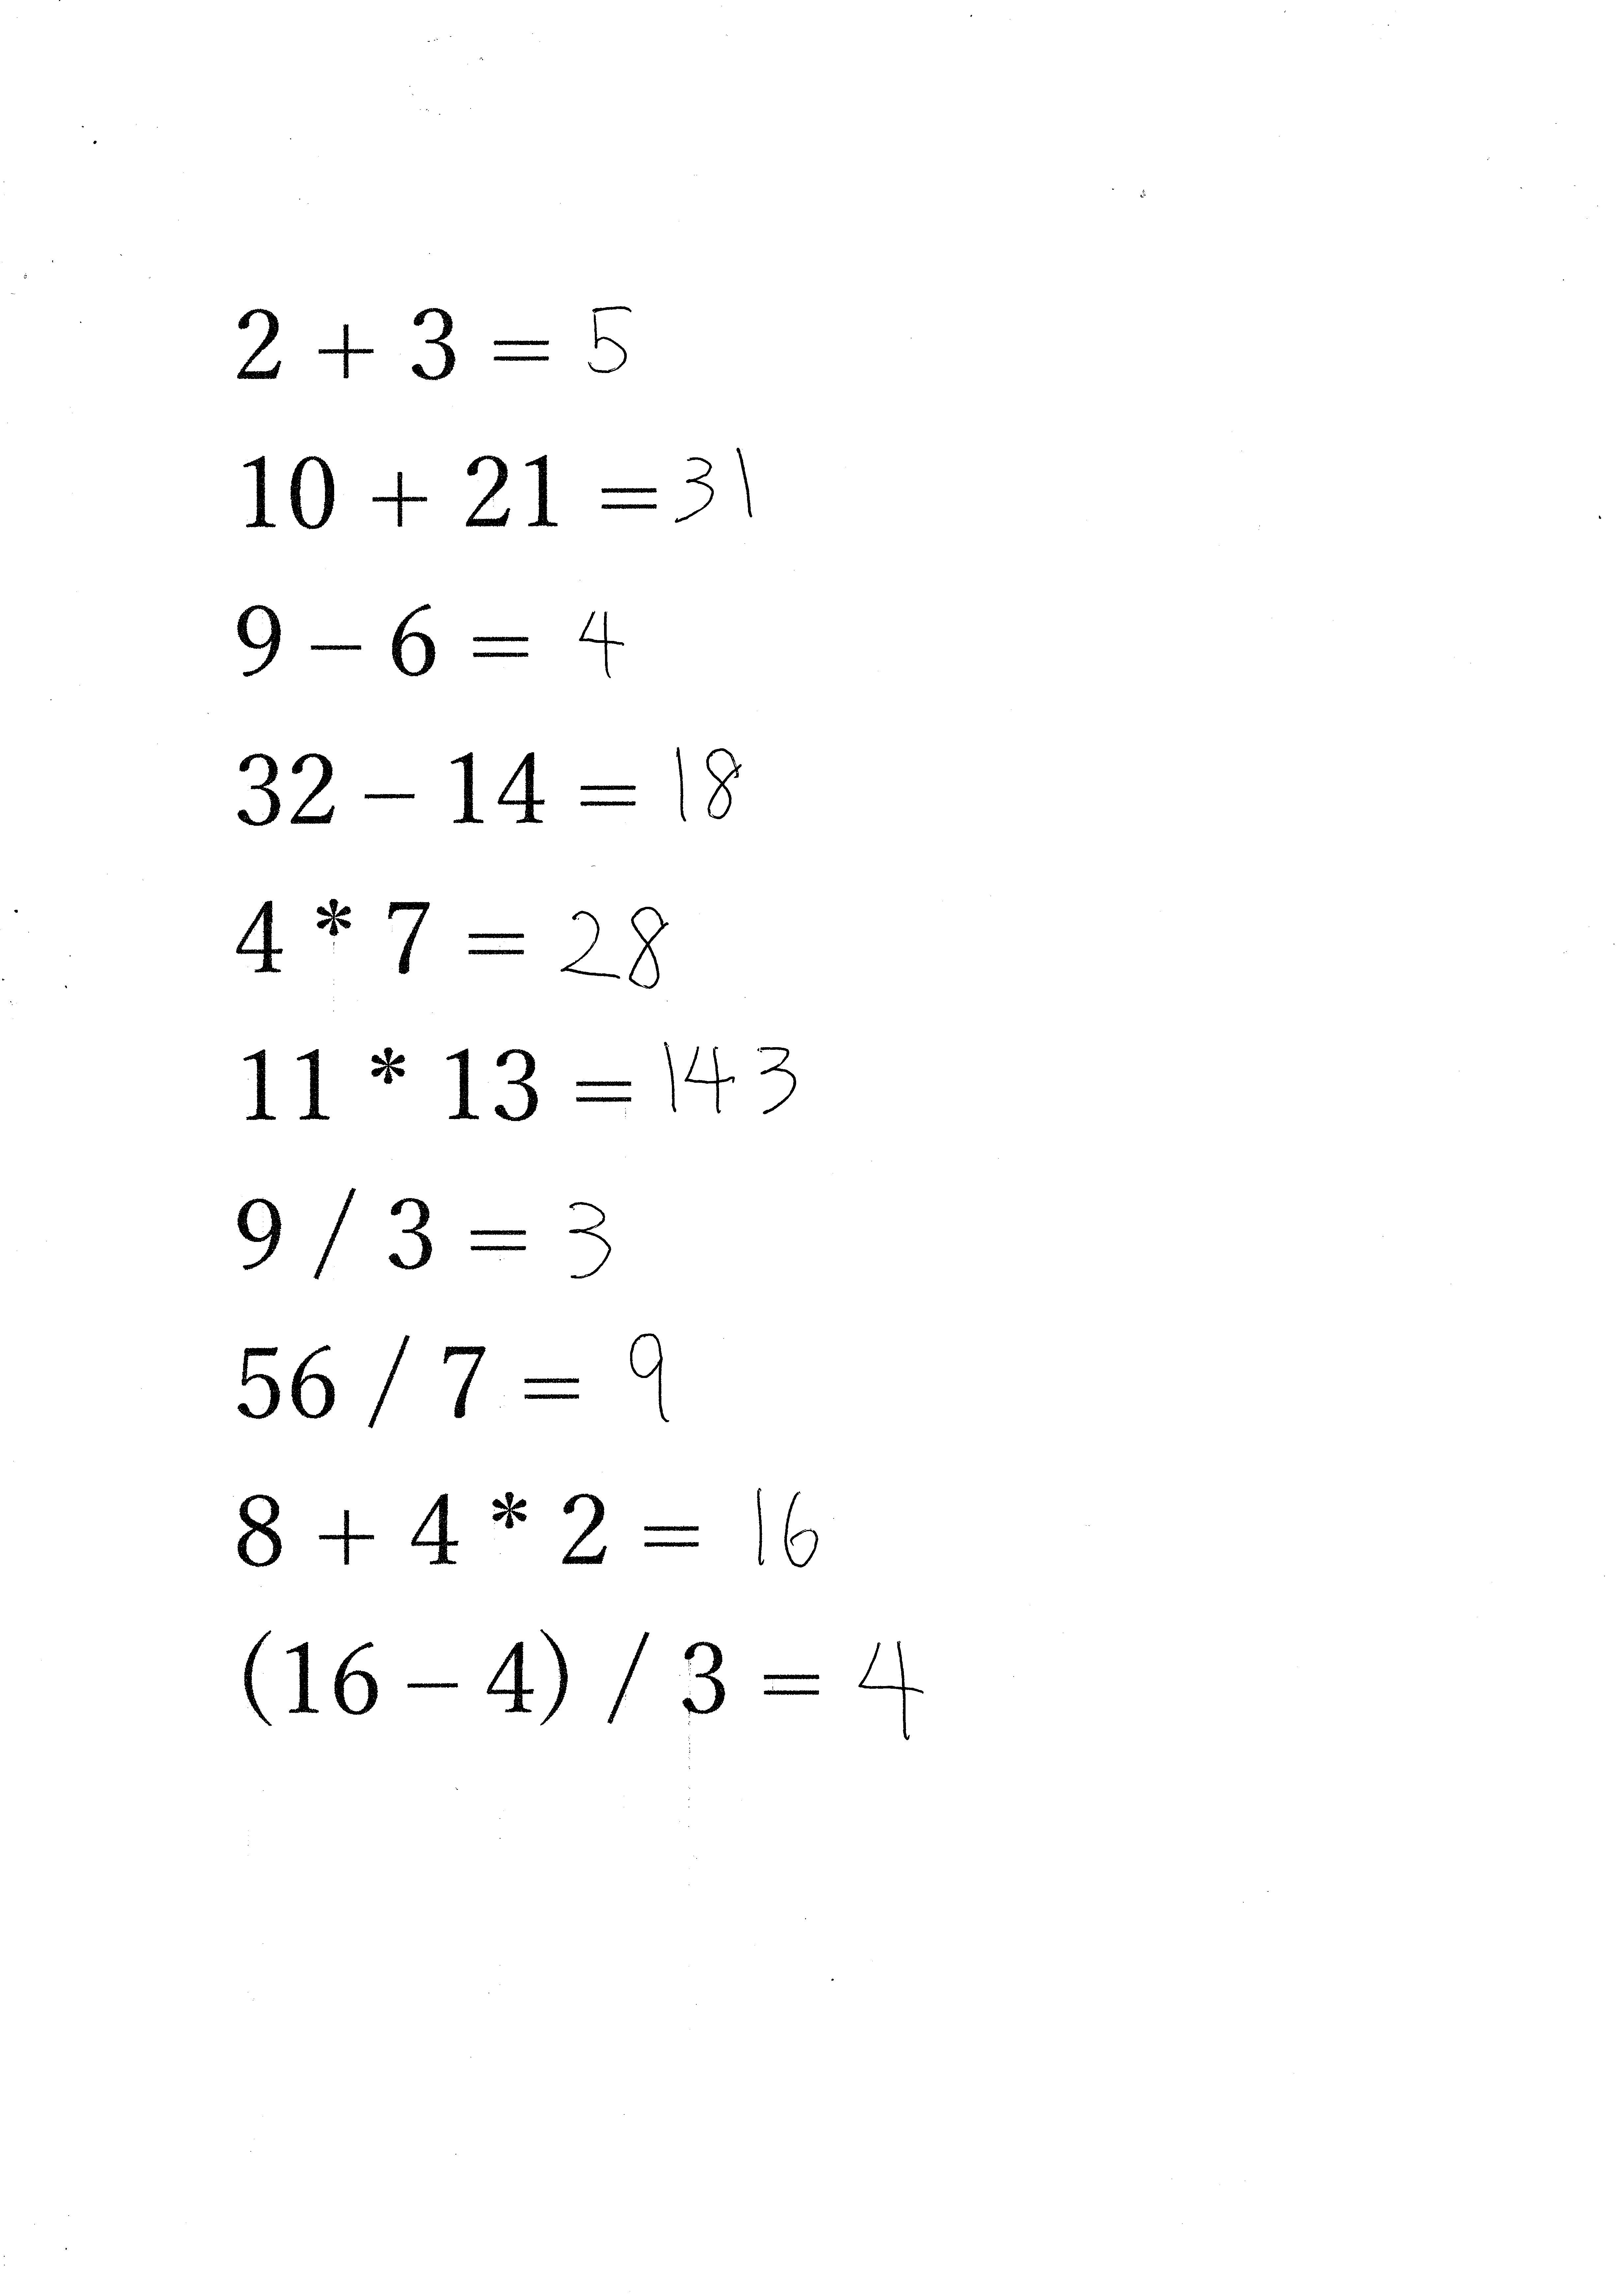 2 + 3 = 5
10 + 21 = 31
9 – 6 = 4
32 – 14 = 18
4 * 7 = 28
11 * 13 = 143
9 / 3 = 3
56 / 7 = 9
8 + 4 * 2 = 16
(16 – 4) / 3 = 4